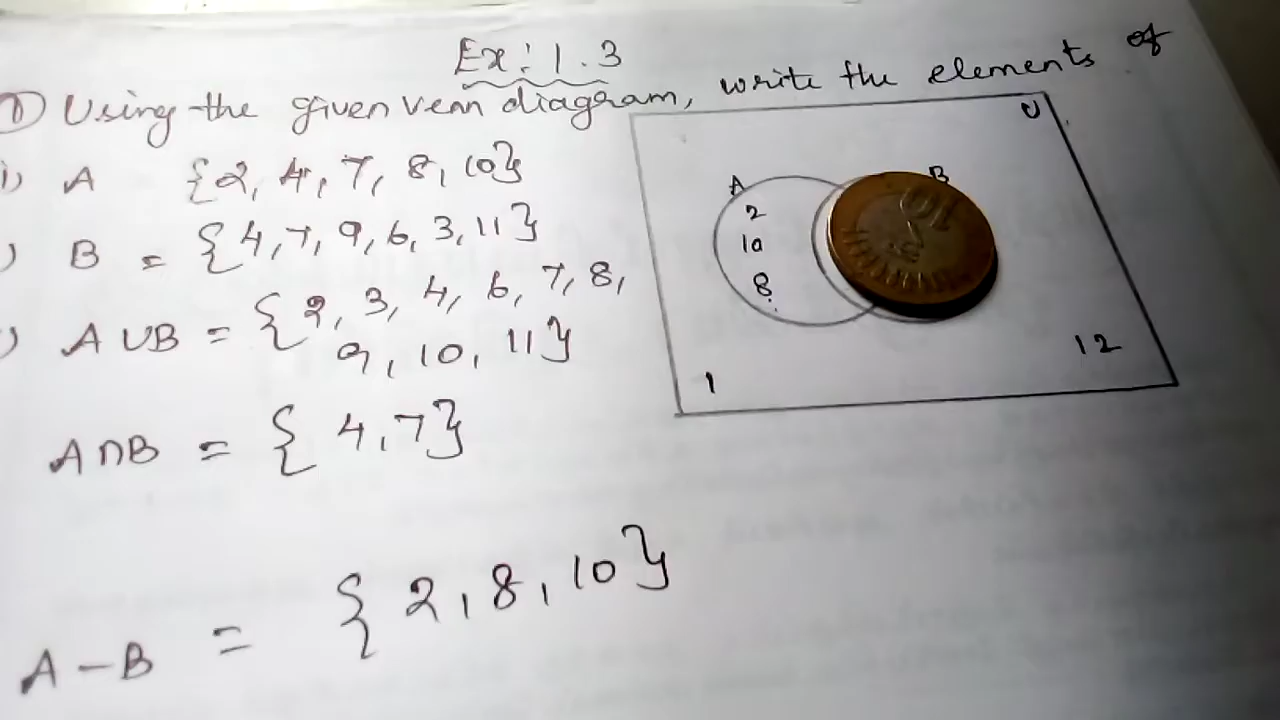 Ex: 1.3
1) Using the given venn diagram, write the elements of
i) A {2, 4, 7, 8, 10}
) B = {4, 7, 9, 6, 3, 11}
) A ∪ B = {2, 3, 4, 6, 7, 8,
9, 10, 11}
A ∩ B = {4, 7}
A - B = {2, 8, 10}
U
A B
2
10
8
1
12
10